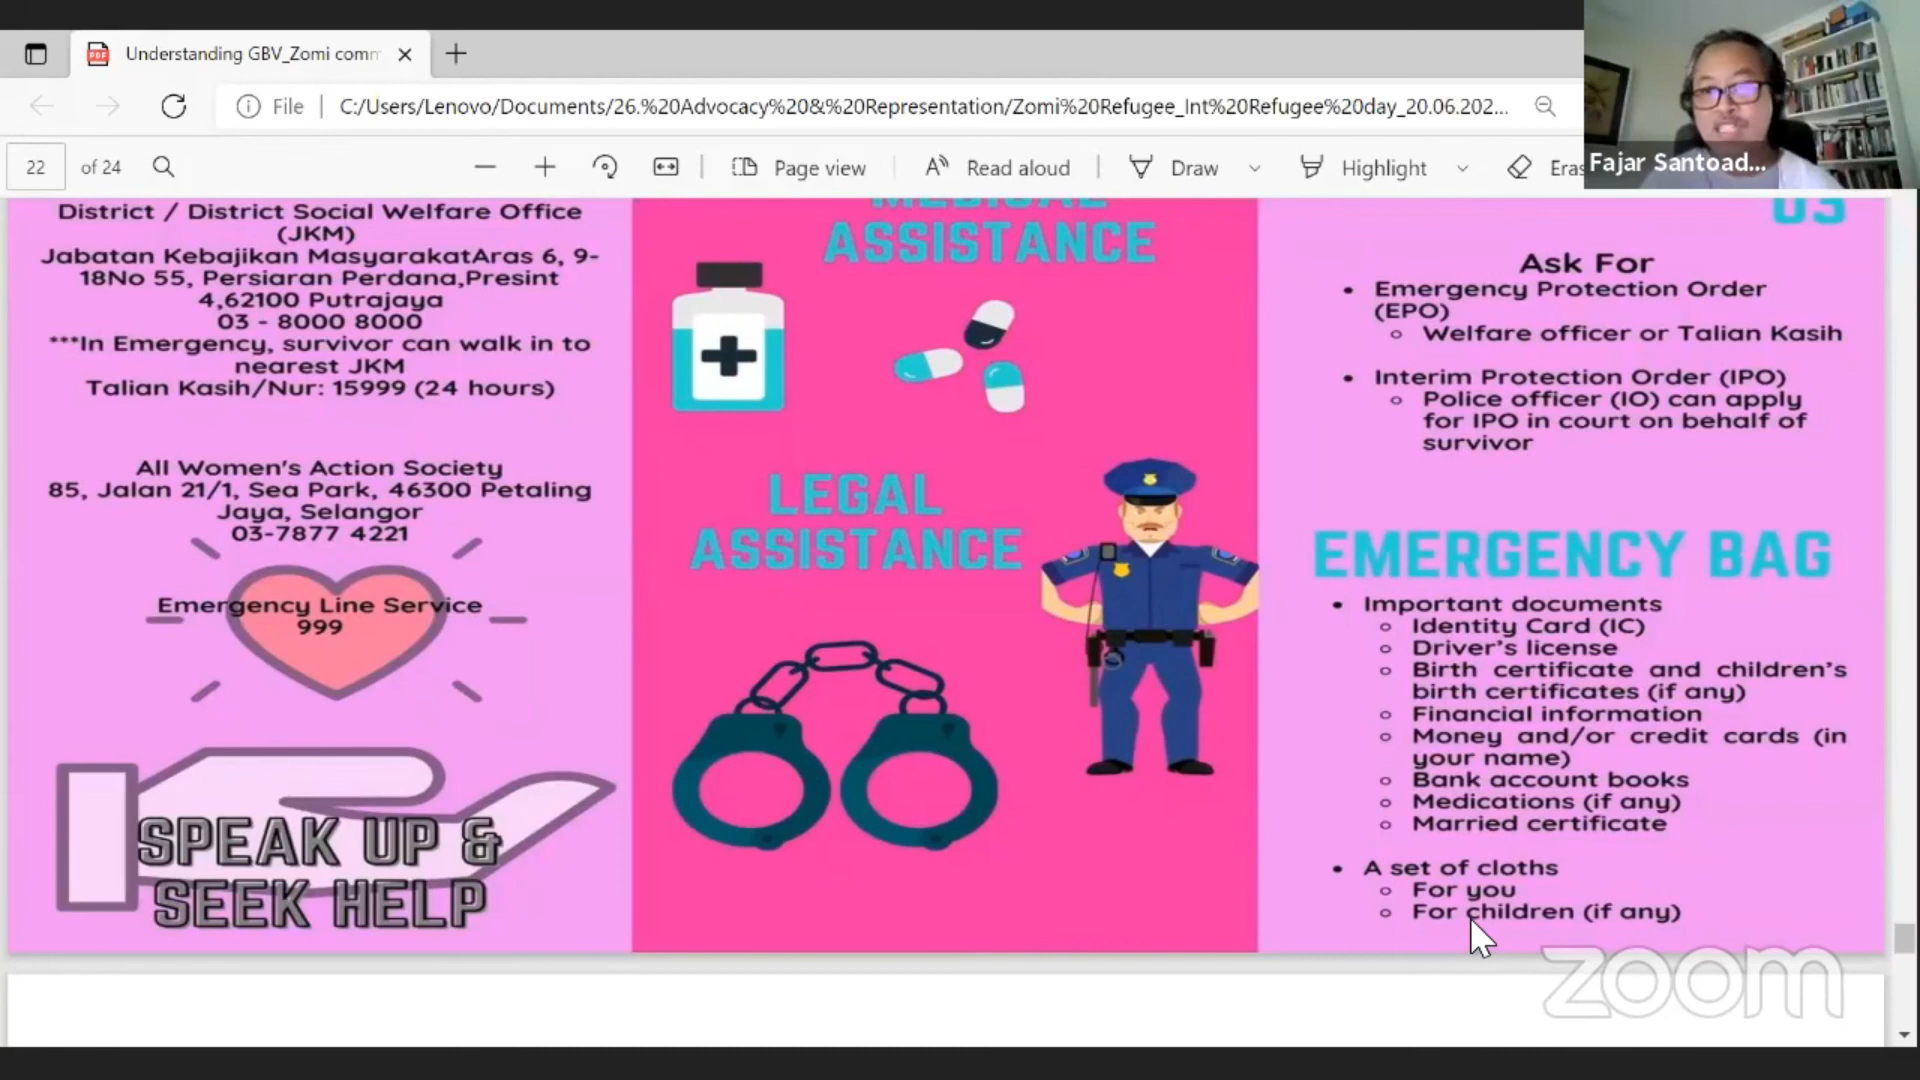 Understanding GBV_Zomi comm
File
C:/Users/Lenovo/Documents/26.%20Advocacy%20&%20Representation/Zomi%20Refugee_Int%20Refugee%20day_20.06.202...
22 of 24
Page view
Read aloud
Draw
Highlight
Eras
Fajar Santoad...
District / District Social Welfare Office
(JKM)
Jabatan Kebajikan MasyarakatAras 6, 9-
18No 55, Persiaran Perdana,Presint
4,62100 Putrajaya
03 - 8000 8000
***In Emergency, survivor can walk in to
nearest JKM
Talian Kasih/Nur: 15999 (24 hours)
All Women's Action Society
85, Jalan 21/1, Sea Park, 46300 Petaling
Jaya, Selangor
03-7877 4221
Emergency Line Service
999
SPEAK UP &
SEEK HELP
MEDICAL
ASSISTANCE
LEGAL
ASSISTANCE
03
Ask For
• Emergency Protection Order
(EPO)
○ Welfare officer or Talian Kasih
• Interim Protection Order (IPO)
○ Police officer (IO) can apply
for IPO in court on behalf of
survivor
EMERGENCY BAG
• Important documents
○ Identity Card (IC)
○ Driver's license
○ Birth certificate and children's
birth certificates (if any)
○ Financial information
○ Money and/or credit cards (in
your name)
○ Bank account books
○ Medications (if any)
○ Married certificate
• A set of cloths
○ For you
○ For children (if any)
zoom